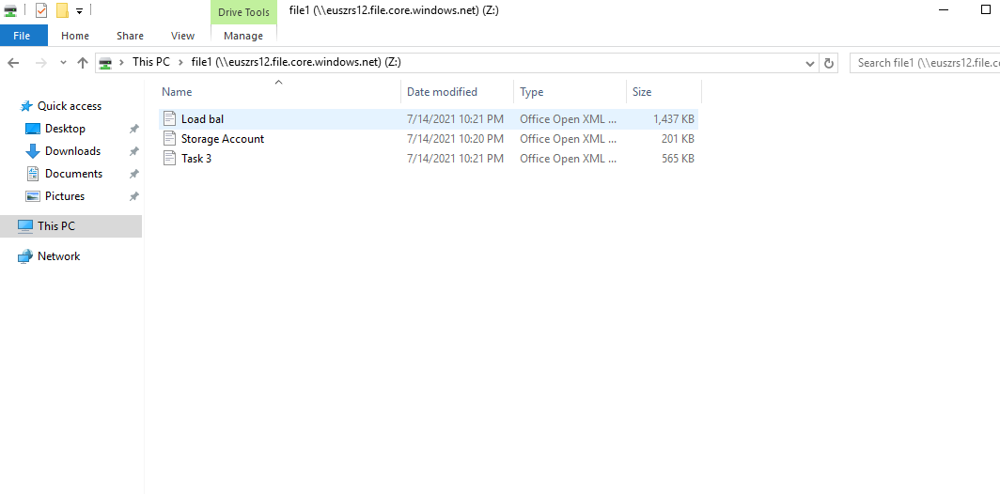 Drive Tools
file1 (\\euszrs12.file.core.windows.net) (Z:)
File Home Share View Manage
This PC file1 (\\euszrs12.file.core.windows.net) (Z:)
Search file1 (\\euszrs12.file.co
Quick access
Desktop
Downloads
Documents
Pictures
This PC
Network
Name Date modified Type Size
Load bal 7/14/2021 10:21 PM Office Open XML ... 1,437 KB
Storage Account 7/14/2021 10:20 PM Office Open XML ... 201 KB
Task 3 7/14/2021 10:21 PM Office Open XML ... 565 KB